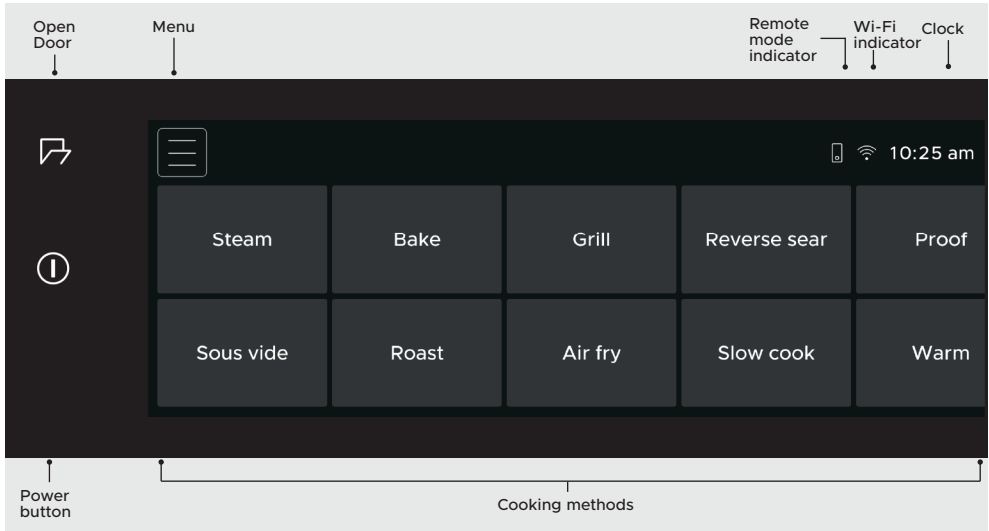 Open
Door
Menu
Remote
mode
indicator
Wi-Fi
indicator
Clock
10:25 am
Steam
Bake
Grill
Reverse sear
Proof
Sous vide
Roast
Air fry
Slow cook
Warm
Power
button
Cooking methods